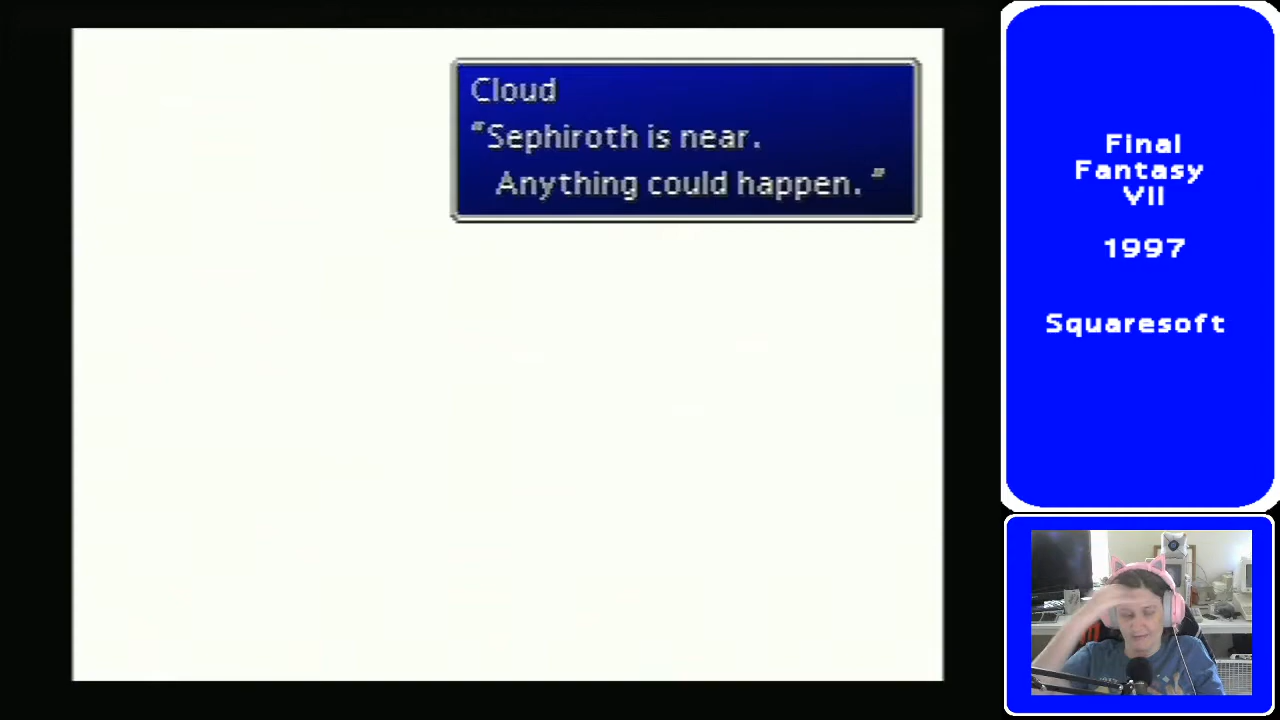 Cloud
"Sephiroth is near.
Anything could happen. "
Final
Fantasy
VII
1997
Squaresoft